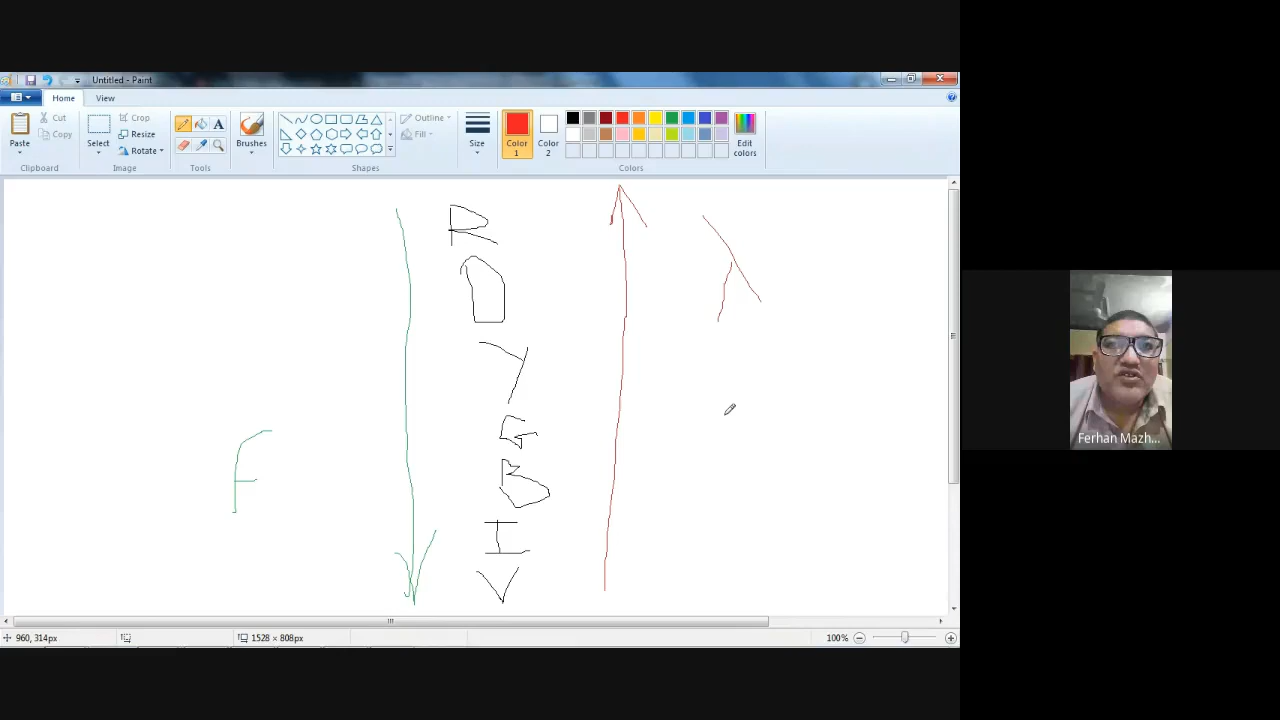 Untitled - Paint
Home View
Paste
Cut
Copy
Clipboard
Select
Crop
Resize
Rotate
Image
Tools
Brushes
Outline
Fill
Shapes
Size
Color 1
Color 2
Edit colors
Colors
R
O
Y
G
B
I
V
F
λ
Ferhan Mazh...
960, 314px
1528 × 808px
100%